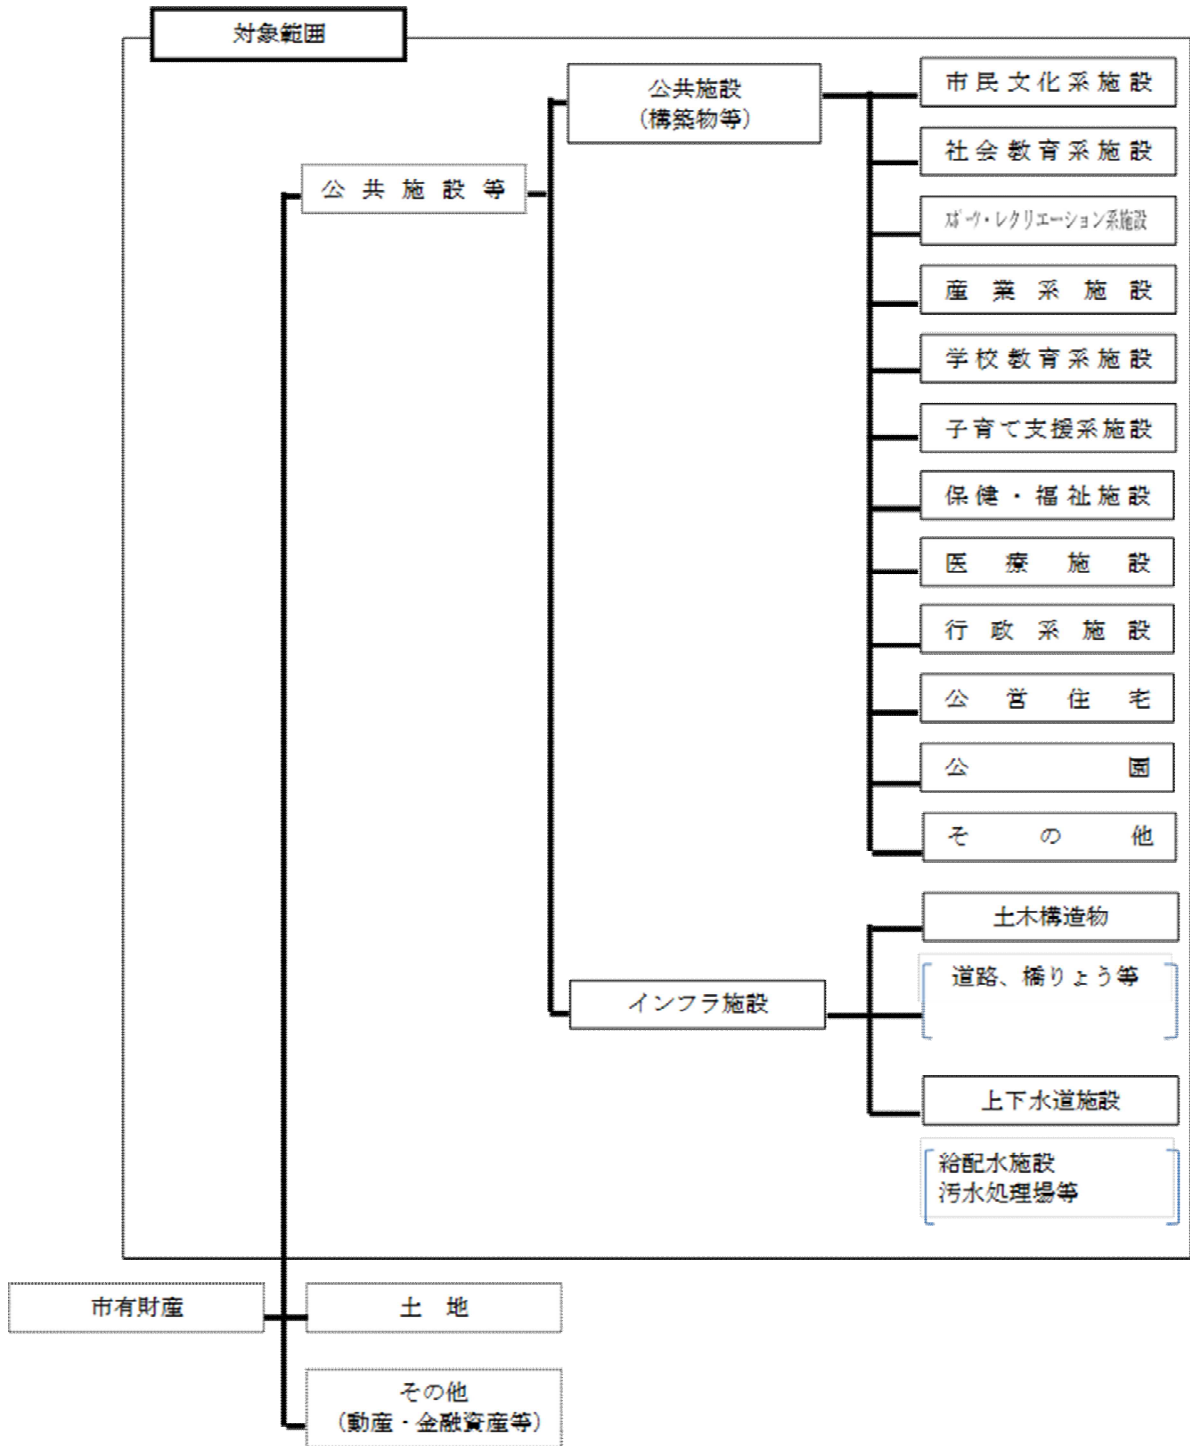 対象範囲
公共施設
（構築物等）
公共施設等
市民文化系施設
社会教育系施設
ｽﾎﾟｰﾂ・レクリエーション系施設
産業系施設
学校教育系施設
子育て支援系施設
保健・福祉施設
医療施設
行政系施設
公営住宅
公園
その他
土木構造物
道路、橋りょう等
インフラ施設
上下水道施設
給配水施設
汚水処理場等
市有財産
土　地
その他
（動産・金融資産等）